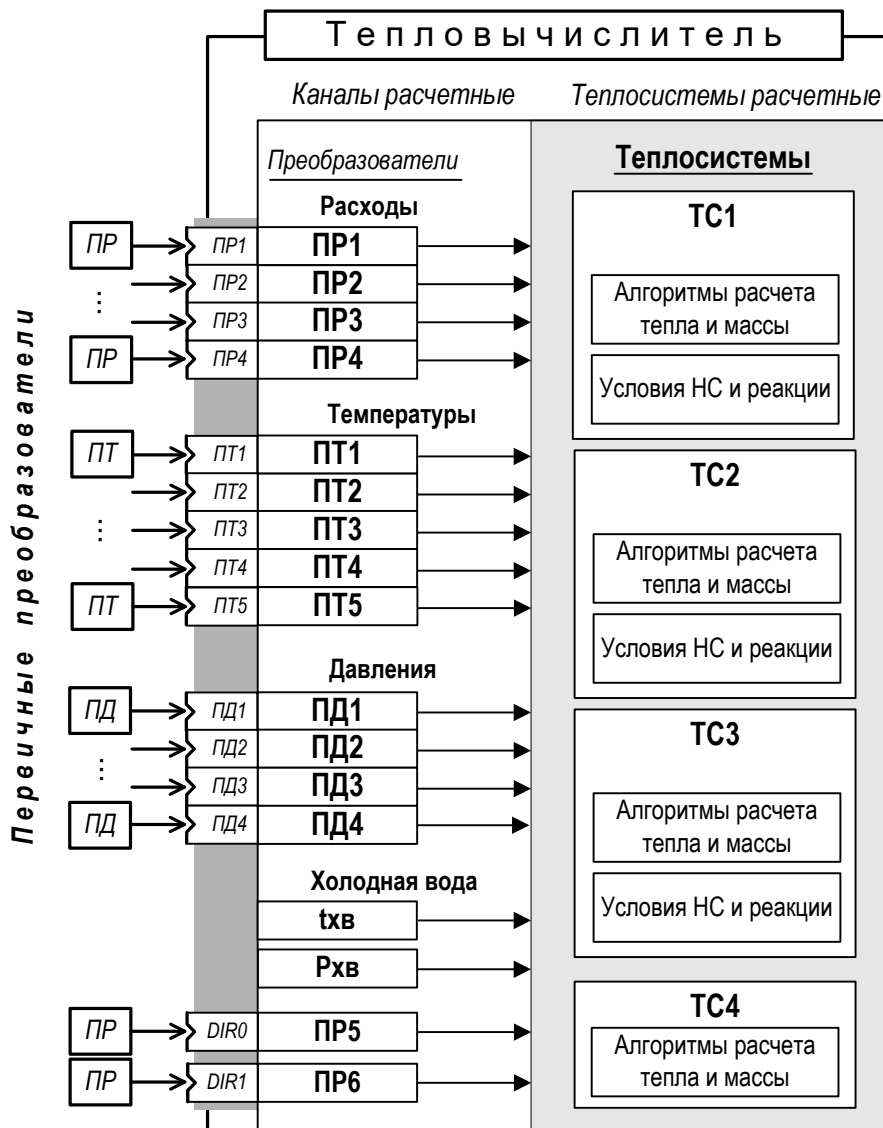 Тепловычислитель
Каналы расчетные
Теплосистемы расчетные
Первичные преобразователи
Преобразователи
Теплосистемы
Расходы
ПР ПР1 ПР1
ПР2 ПР2
ПР3 ПР3
ПР ПР4 ПР4
Температуры
ПТ ПТ1 ПТ1
ПТ2 ПТ2
ПТ3 ПТ3
ПТ4 ПТ4
ПТ ПТ5 ПТ5
Давления
ПД ПД1 ПД1
ПД2 ПД2
ПД3 ПД3
ПД ПД4 ПД4
Холодная вода
tхв
Рхв
ПР DIR0 ПР5
ПР DIR1 ПР6
ТС1
Алгоритмы расчета
тепла и массы
Условия НС и реакции
ТС2
Алгоритмы расчета
тепла и массы
Условия НС и реакции
ТС3
Алгоритмы расчета
тепла и массы
Условия НС и реакции
ТС4
Алгоритмы расчета
тепла и массы